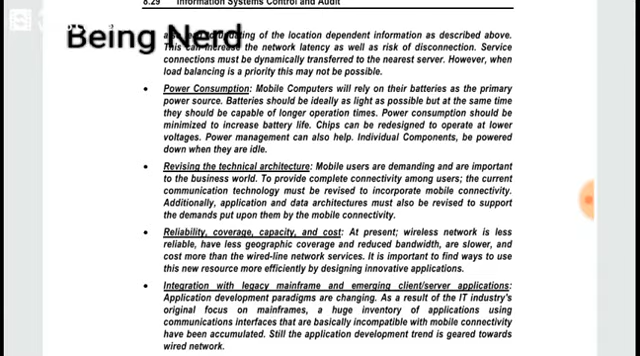 8.29 Information Systems Control and Audit
Being Nerd
updating of the location dependent information as described above.
This can increase the network latency as well as risk of disconnection. Service
connections must be dynamically transferred to the nearest server. However, when
load balancing is a priority this may not be possible.
• Power Consumption: Mobile Computers will rely on their batteries as the primary
power source. Batteries should be ideally as light as possible but at the same time
they should be capable of longer operation times. Power consumption should be
minimized to increase battery life. Chips can be redesigned to operate at lower
voltages. Power management can also help. Individual Components, be powered
down when they are idle.
• Revising the technical architecture: Mobile users are demanding and are important
to the business world. To provide complete connectivity among users; the current
communication technology must be revised to incorporate mobile connectivity.
Additionally, application and data architectures must also be revised to support
the demands put upon them by the mobile connectivity.
• Reliability, coverage, capacity, and cost: At present; wireless network is less
reliable, have less geographic coverage and reduced bandwidth, are slower, and
cost more than the wired-line network services. It is important to find ways to use
this new resource more efficiently by designing innovative applications.
• Integration with legacy mainframe and emerging client/server applications:
Application development paradigms are changing. As a result of the IT industry's
original focus on mainframes, a huge inventory of applications using
communications interfaces that are basically incompatible with mobile connectivity
have been accumulated. Still the application development trend is geared towards
wired network.